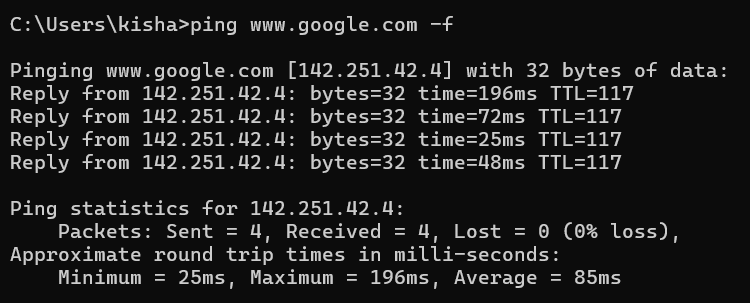 C:\Users\kisha>ping www.google.com -f
Pinging www.google.com [142.251.42.4] with 32 bytes of data:
Reply from 142.251.42.4: bytes=32 time=196ms TTL=117
Reply from 142.251.42.4: bytes=32 time=72ms TTL=117
Reply from 142.251.42.4: bytes=32 time=25ms TTL=117
Reply from 142.251.42.4: bytes=32 time=48ms TTL=117
Ping statistics for 142.251.42.4:
    Packets: Sent = 4, Received = 4, Lost = 0 (0% loss),
Approximate round trip times in milli-seconds:
    Minimum = 25ms, Maximum = 196ms, Average = 85ms